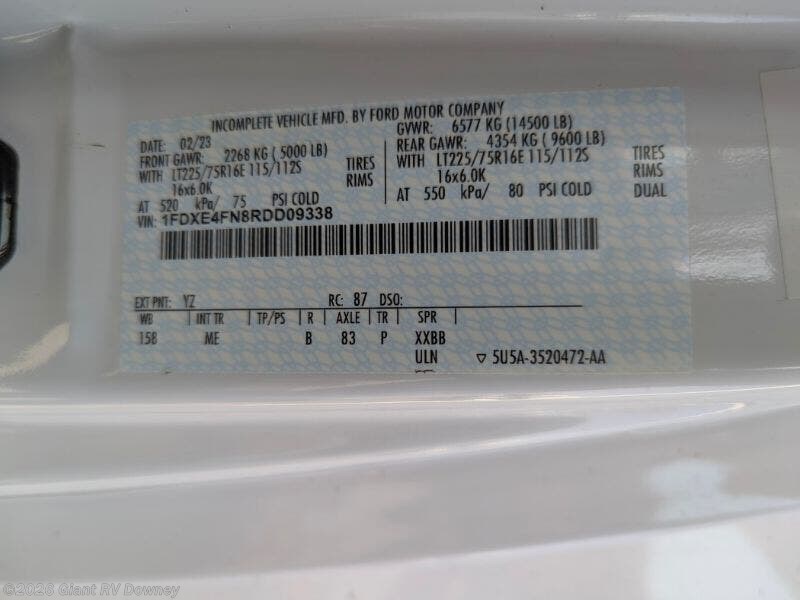 INCOMPLETE VEHICLE MFD. BY FORD MOTOR COMPANY
DATE: 02/23 GVWR: 6577 KG (14500 LB)
FRONT GAWR: 2268 KG (5000 LB) REAR GAWR: 4354 KG (9600 LB)
WITH LT225/75R16E 115/112S TIRES WITH LT225/75R16E 115/112S TIRES
16x6.0K RIMS 16x6.0K RIMS
AT 520 kPa/ 75 PSI COLD AT 550 kPa/ 80 PSI COLD DUAL
VIN: 1FDXE4FN8RDD09338
EXT PNT: YZ RC: 87 DSO:
WB INT TR TP/PS R AXLE TR SPR
158 ME B 83 P XXBB
ULN ▽ 5U5A-3520472-AA
©2026 Giant RV Downey